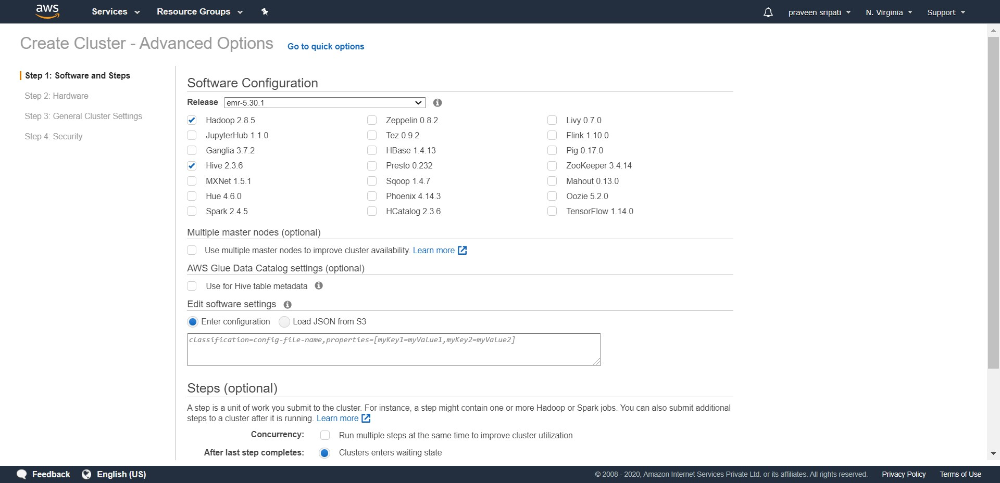 aws Services Resource Groups praveen sripati N. Virginia Support
Create Cluster - Advanced Options Go to quick options
Step 1: Software and Steps
Step 2: Hardware
Step 3: General Cluster Settings
Step 4: Security
Software Configuration
Release emr-5.30.1
Hadoop 2.8.5 Zeppelin 0.8.2 Livy 0.7.0
JupyterHub 1.1.0 Tez 0.9.2 Flink 1.10.0
Ganglia 3.7.2 HBase 1.4.13 Pig 0.17.0
Hive 2.3.6 Presto 0.232 ZooKeeper 3.4.14
MXNet 1.5.1 Sqoop 1.4.7 Mahout 0.13.0
Hue 4.6.0 Phoenix 4.14.3 Oozie 5.2.0
Spark 2.4.5 HCatalog 2.3.6 TensorFlow 1.14.0
Multiple master nodes (optional)
Use multiple master nodes to improve cluster availability. Learn more
AWS Glue Data Catalog settings (optional)
Use for Hive table metadata
Edit software settings
Enter configuration Load JSON from S3
classification=config-file-name,properties=[myKey1=myValue1,myKey2=myValue2]
Steps (optional)
A step is a unit of work you submit to the cluster. For instance, a step might contain one or more Hadoop or Spark jobs. You can also submit additional
steps to a cluster after it is running. Learn more
Concurrency: Run multiple steps at the same time to improve cluster utilization
After last step completes: Clusters enters waiting state
Feedback English (US) © 2008 - 2020, Amazon Internet Services Private Ltd. or its affiliates. All rights reserved. Privacy Policy Terms of Use